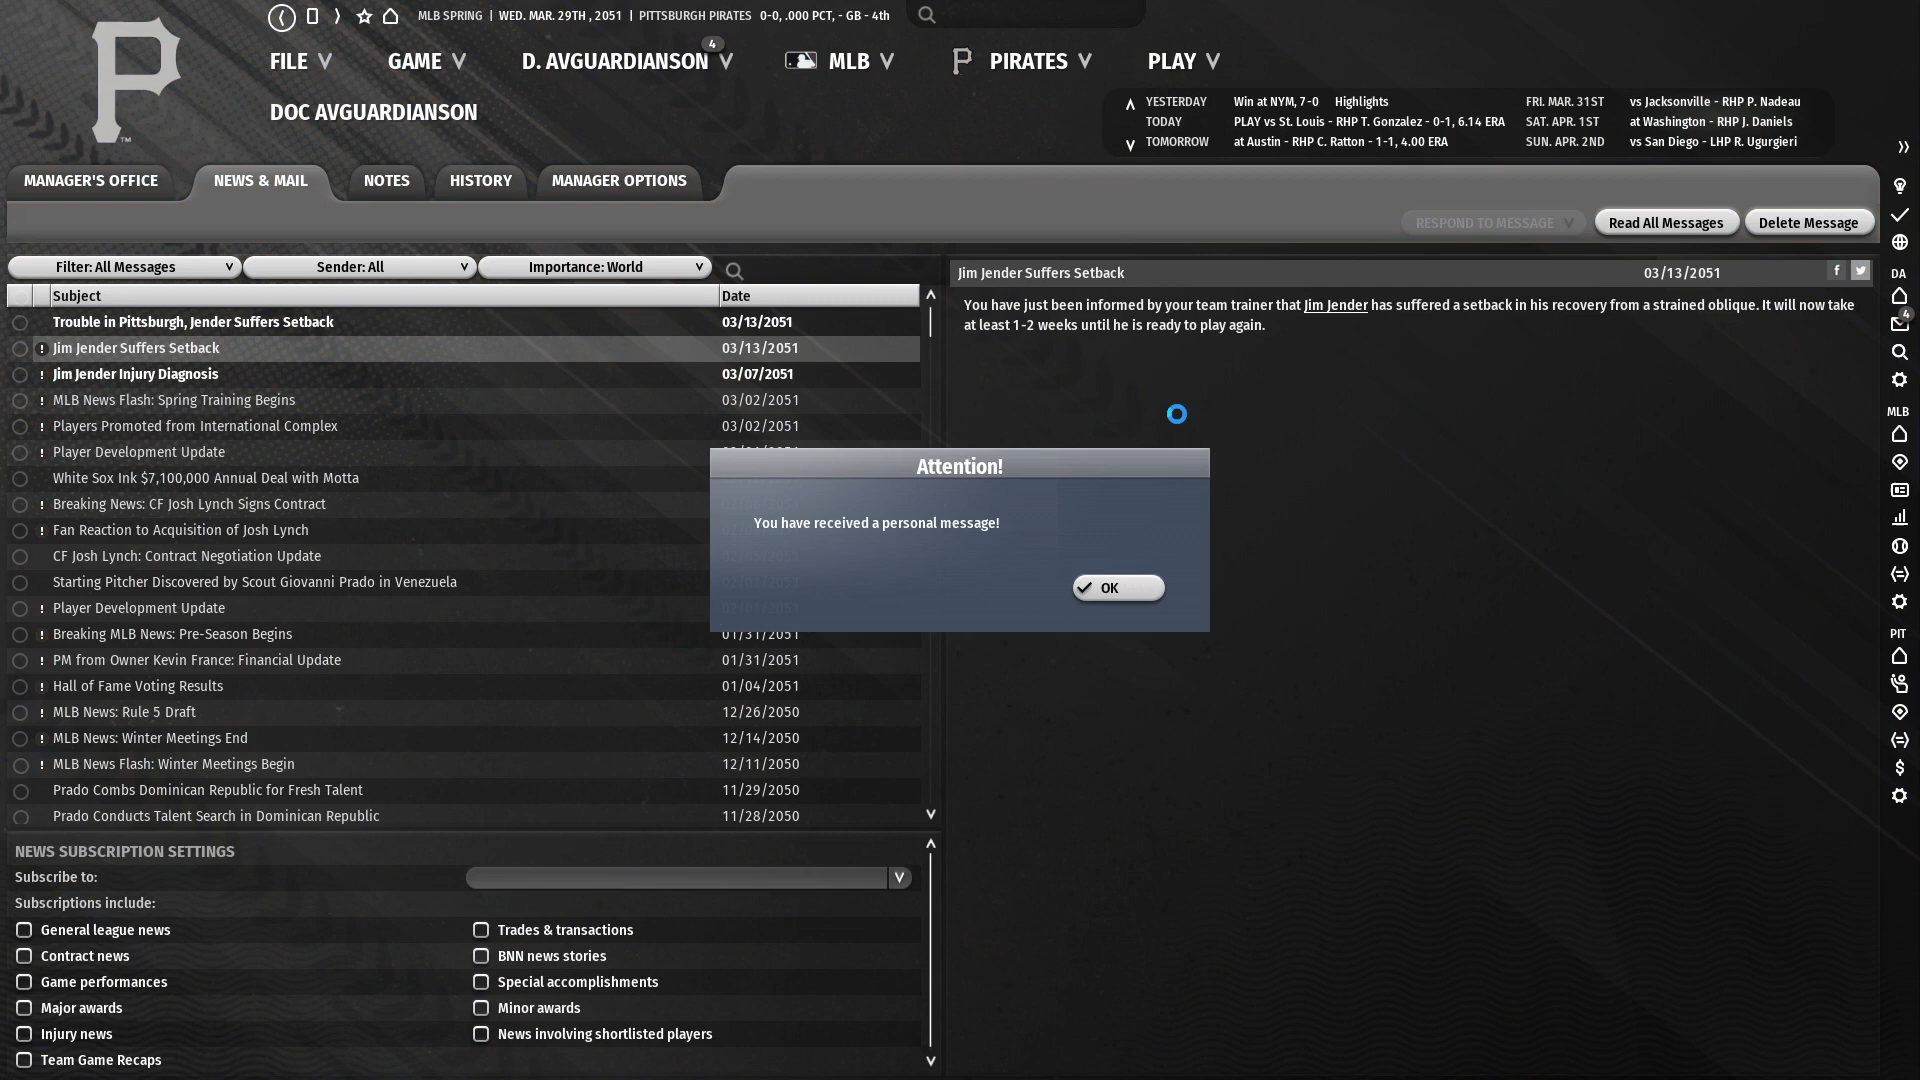 MLB SPRING | WED. MAR. 29TH , 2051 | PITTSBURGH PIRATES 0-0, .000 PCT, - GB - 4th
FILE GAME D. AVGUARDIANSON 4 MLB PIRATES PLAY
DOC AVGUARDIANSON
YESTERDAY Win at NYM, 7-0 Highlights FRI. MAR. 31ST vs Jacksonville - RHP P. Nadeau
TODAY PLAY vs St. Louis - RHP T. Gonzalez - 0-1, 6.14 ERA SAT. APR. 1ST at Washington - RHP J. Daniels
TOMORROW at Austin - RHP C. Ratton - 1-1, 4.00 ERA SUN. APR. 2ND vs San Diego - LHP R. Ugurgieri
MANAGER'S OFFICE NEWS & MAIL NOTES HISTORY MANAGER OPTIONS
RESPOND TO MESSAGE Read All Messages Delete Message
Filter: All Messages Sender: All Importance: World
Subject Date
Trouble in Pittsburgh, Jender Suffers Setback 03/13/2051
! Jim Jender Suffers Setback 03/13/2051
! Jim Jender Injury Diagnosis 03/07/2051
! MLB News Flash: Spring Training Begins 03/02/2051
! Players Promoted from International Complex 03/02/2051
! Player Development Update
White Sox Ink $7,100,000 Annual Deal with Motta
! Breaking News: CF Josh Lynch Signs Contract
! Fan Reaction to Acquisition of Josh Lynch
CF Josh Lynch: Contract Negotiation Update
Starting Pitcher Discovered by Scout Giovanni Prado in Venezuela
! Player Development Update
! Breaking MLB News: Pre-Season Begins 01/31/2051
! PM from Owner Kevin France: Financial Update 01/31/2051
! Hall of Fame Voting Results 01/04/2051
! MLB News: Rule 5 Draft 12/26/2050
! MLB News: Winter Meetings End 12/14/2050
! MLB News Flash: Winter Meetings Begin 12/11/2050
Prado Combs Dominican Republic for Fresh Talent 11/29/2050
Prado Conducts Talent Search in Dominican Republic 11/28/2050
Jim Jender Suffers Setback 03/13/2051
You have just been informed by your team trainer that Jim Jender has suffered a setback in his recovery from a strained oblique. It will now take
at least 1-2 weeks until he is ready to play again.
Attention!
You have received a personal message!
OK
NEWS SUBSCRIPTION SETTINGS
Subscribe to:
Subscriptions include:
General league news Trades & transactions
Contract news BNN news stories
Game performances Special accomplishments
Major awards Minor awards
Injury news News involving shortlisted players
Team Game Recaps
DA
4
MLB
PIT